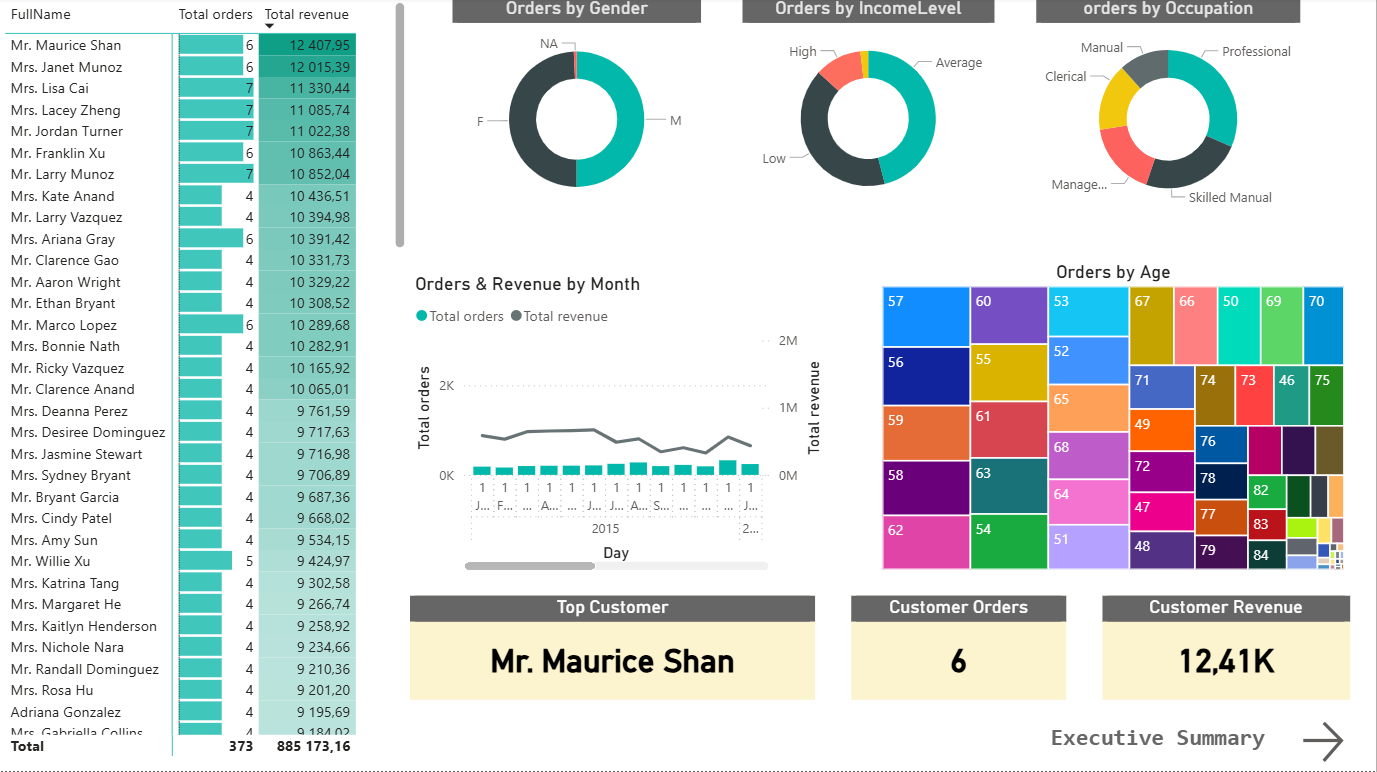 FullName Total orders Total revenue
Mr. Maurice Shan 6 12 407,95
Mrs. Janet Munoz 6 12 015,39
Mrs. Lisa Cai 7 11 330,44
Mrs. Lacey Zheng 7 11 085,74
Mr. Jordan Turner 7 11 022,38
Mr. Franklin Xu 6 10 863,44
Mr. Larry Munoz 7 10 852,04
Mrs. Kate Anand 4 10 436,51
Mr. Larry Vazquez 4 10 394,98
Mrs. Ariana Gray 6 10 391,42
Mr. Clarence Gao 4 10 331,73
Mr. Aaron Wright 4 10 329,22
Mr. Ethan Bryant 4 10 308,52
Mr. Marco Lopez 6 10 289,68
Mrs. Bonnie Nath 4 10 282,91
Mr. Ricky Vazquez 4 10 165,92
Mr. Clarence Anand 4 10 065,01
Mrs. Deanna Perez 4 9 761,59
Mrs. Desiree Dominguez 4 9 717,63
Mrs. Jasmine Stewart 4 9 716,98
Mrs. Sydney Bryant 4 9 706,89
Mr. Bryant Garcia 4 9 687,36
Mrs. Cindy Patel 4 9 668,02
Mrs. Amy Sun 4 9 534,15
Mr. Willie Xu 5 9 424,97
Mrs. Katrina Tang 4 9 302,58
Mrs. Margaret He 4 9 266,74
Mrs. Kaitlyn Henderson 4 9 258,92
Mrs. Nichole Nara 4 9 234,66
Mr. Randall Dominguez 4 9 210,36
Mrs. Rosa Hu 4 9 201,20
Adriana Gonzalez 4 9 195,69
Mrs. Gabriella Collins 4 9 184,02
Total 373 885 173,16
Orders by Gender
NA
F
M
Orders by IncomeLevel
High
Average
Low
orders by Occupation
Manual
Professional
Clerical
Manage...
Skilled Manual
Orders & Revenue by Month
Total orders Total revenue
2M
2K
1M
0K 0M
Total orders
Total revenue
1 1 1 1 1 1 1 1 1 1 1 1 1
J... F... ... A... ... J... J... A... S... ... ... ... J...
2015 2...
Day
Orders by Age
57 60 53 67 66 50 69 70
56 55 52 71 74 73 46 75
59 61 65 49 76
58 63 68 72 78 82
62 54 64 47 77 83
51 48 79 84
Top Customer
Mr. Maurice Shan
Customer Orders
6
Customer Revenue
12,41K
Executive Summary